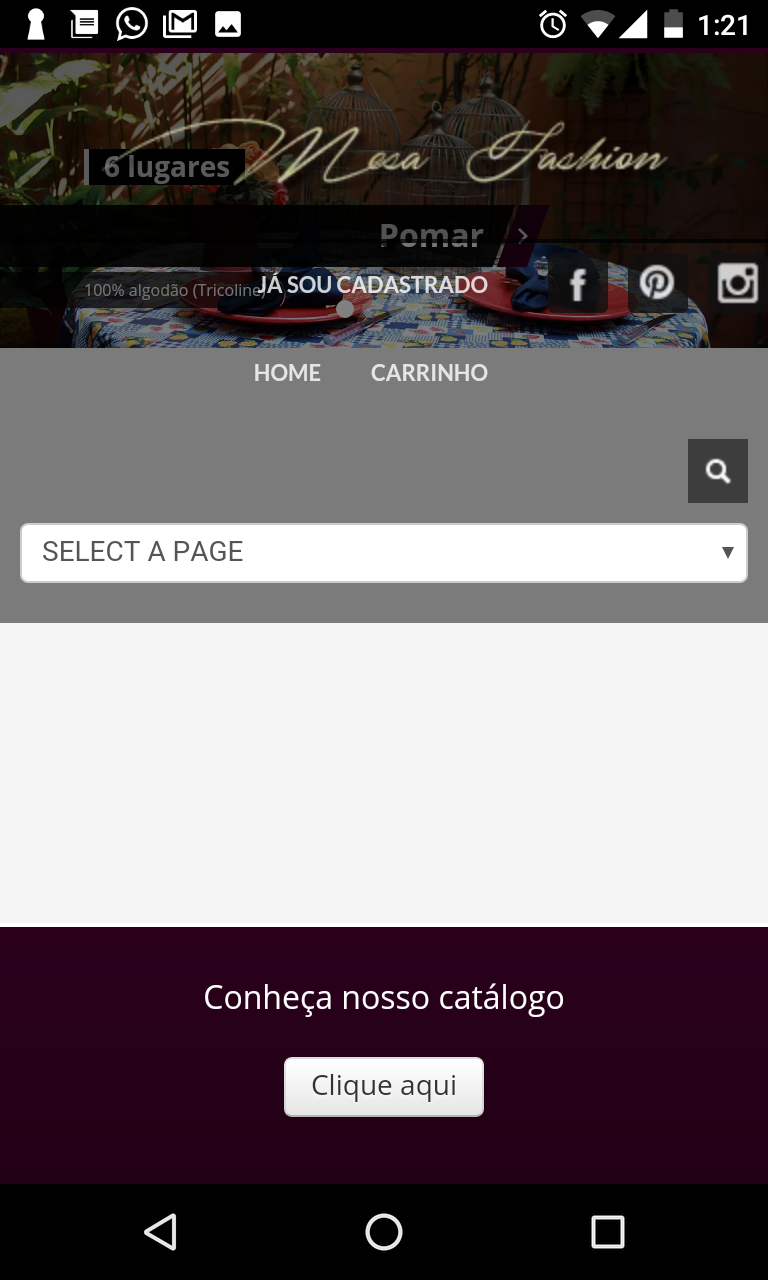 1:21
Mesa Fashion
6 lugares
Pomar
100% algodão (Tricoline)
JÁ SOU CADASTRADO
HOME CARRINHO
SELECT A PAGE
Conheça nosso catálogo
Clique aqui